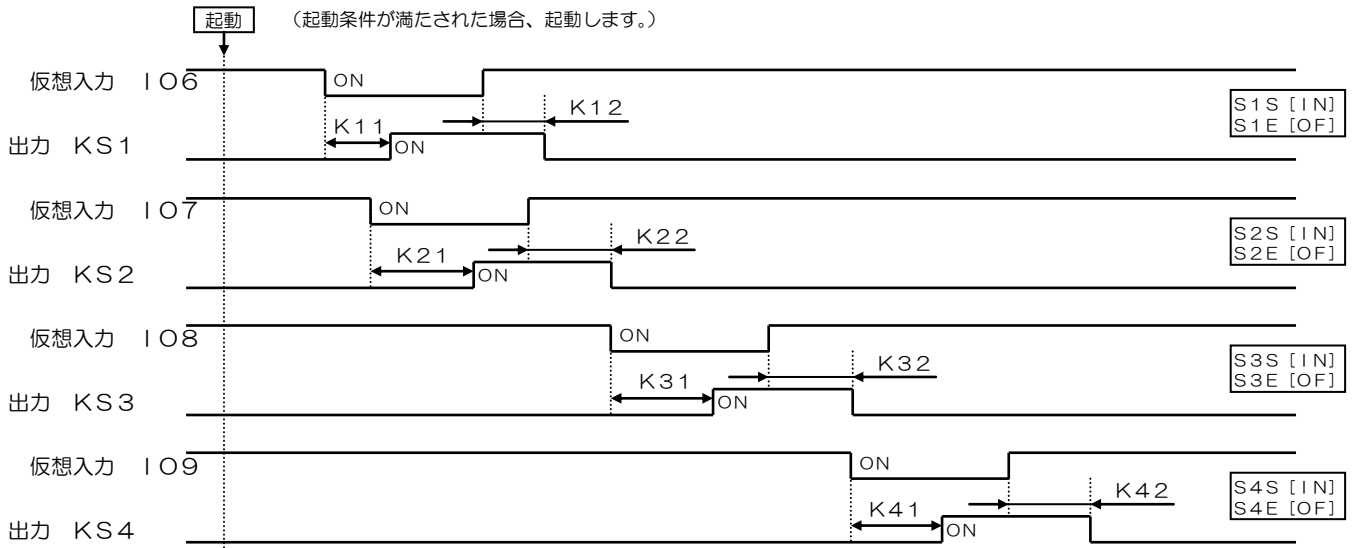 起動 （起動条件が満たされた場合、起動します。）
仮想入力 ＩＯ６ ON
K12
S1S [IN]
S1E [OF]
K11
出力 KS1 ON
仮想入力 ＩＯ７ ON
K22
S2S [IN]
S2E [OF]
K21
出力 KS2 ON
仮想入力 ＩＯ８ ON
K32
S3S [IN]
S3E [OF]
K31
出力 KS3 ON
仮想入力 ＩＯ９ ON
K42
S4S [IN]
S4E [OF]
K41
出力 KS4 ON